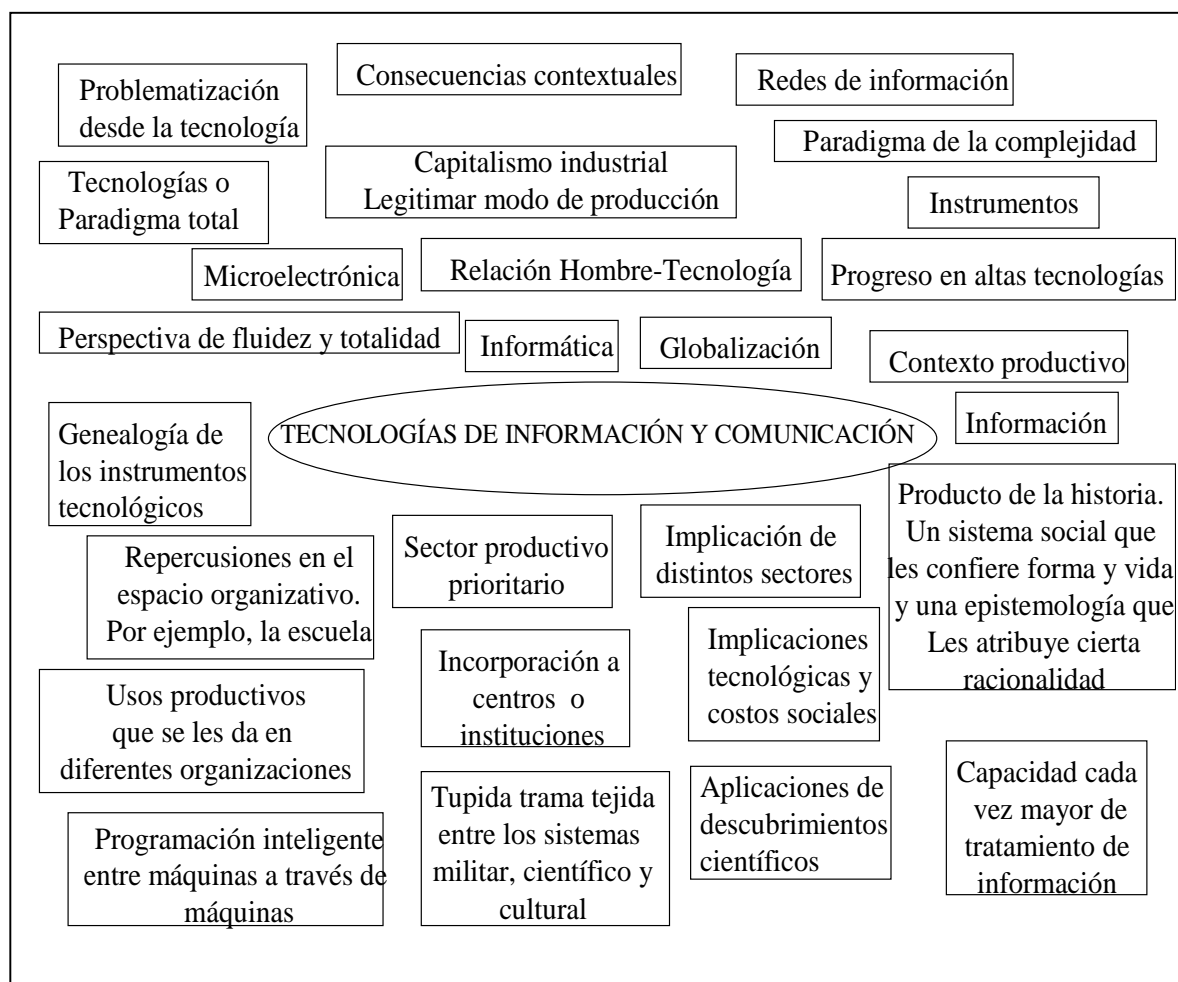 Problematización
desde la tecnología
Consecuencias contextuales
Redes de información
Paradigma de la complejidad
Tecnologías o
Paradigma total
Capitalismo industrial
Legitimar modo de producción
Instrumentos
Microelectrónica
Relación Hombre-Tecnología
Progreso en altas tecnologías
Perspectiva de fluidez y totalidad
Informática
Globalización
Contexto productivo
Genealogía de
los instrumentos
tecnológicos
TECNOLOGÍAS DE INFORMACIÓN Y COMUNICACIÓN
Información
Repercusiones en el
espacio organizativo.
Por ejemplo, la escuela
Sector productivo
prioritario
Implicación de
distintos sectores
Producto de la historia.
Un sistema social que
les confiere forma y vida
y una epistemología que
Les atribuye cierta
racionalidad
Usos productivos
que se les da en
diferentes organizaciones
Incorporación a
centros o
instituciones
Implicaciones
tecnológicas y
costos sociales
Programación inteligente
entre máquinas a través de
máquinas
Tupida trama tejida
entre los sistemas
militar, científico y
cultural
Aplicaciones de
descubrimientos
científicos
Capacidad cada
vez mayor de
tratamiento de
información